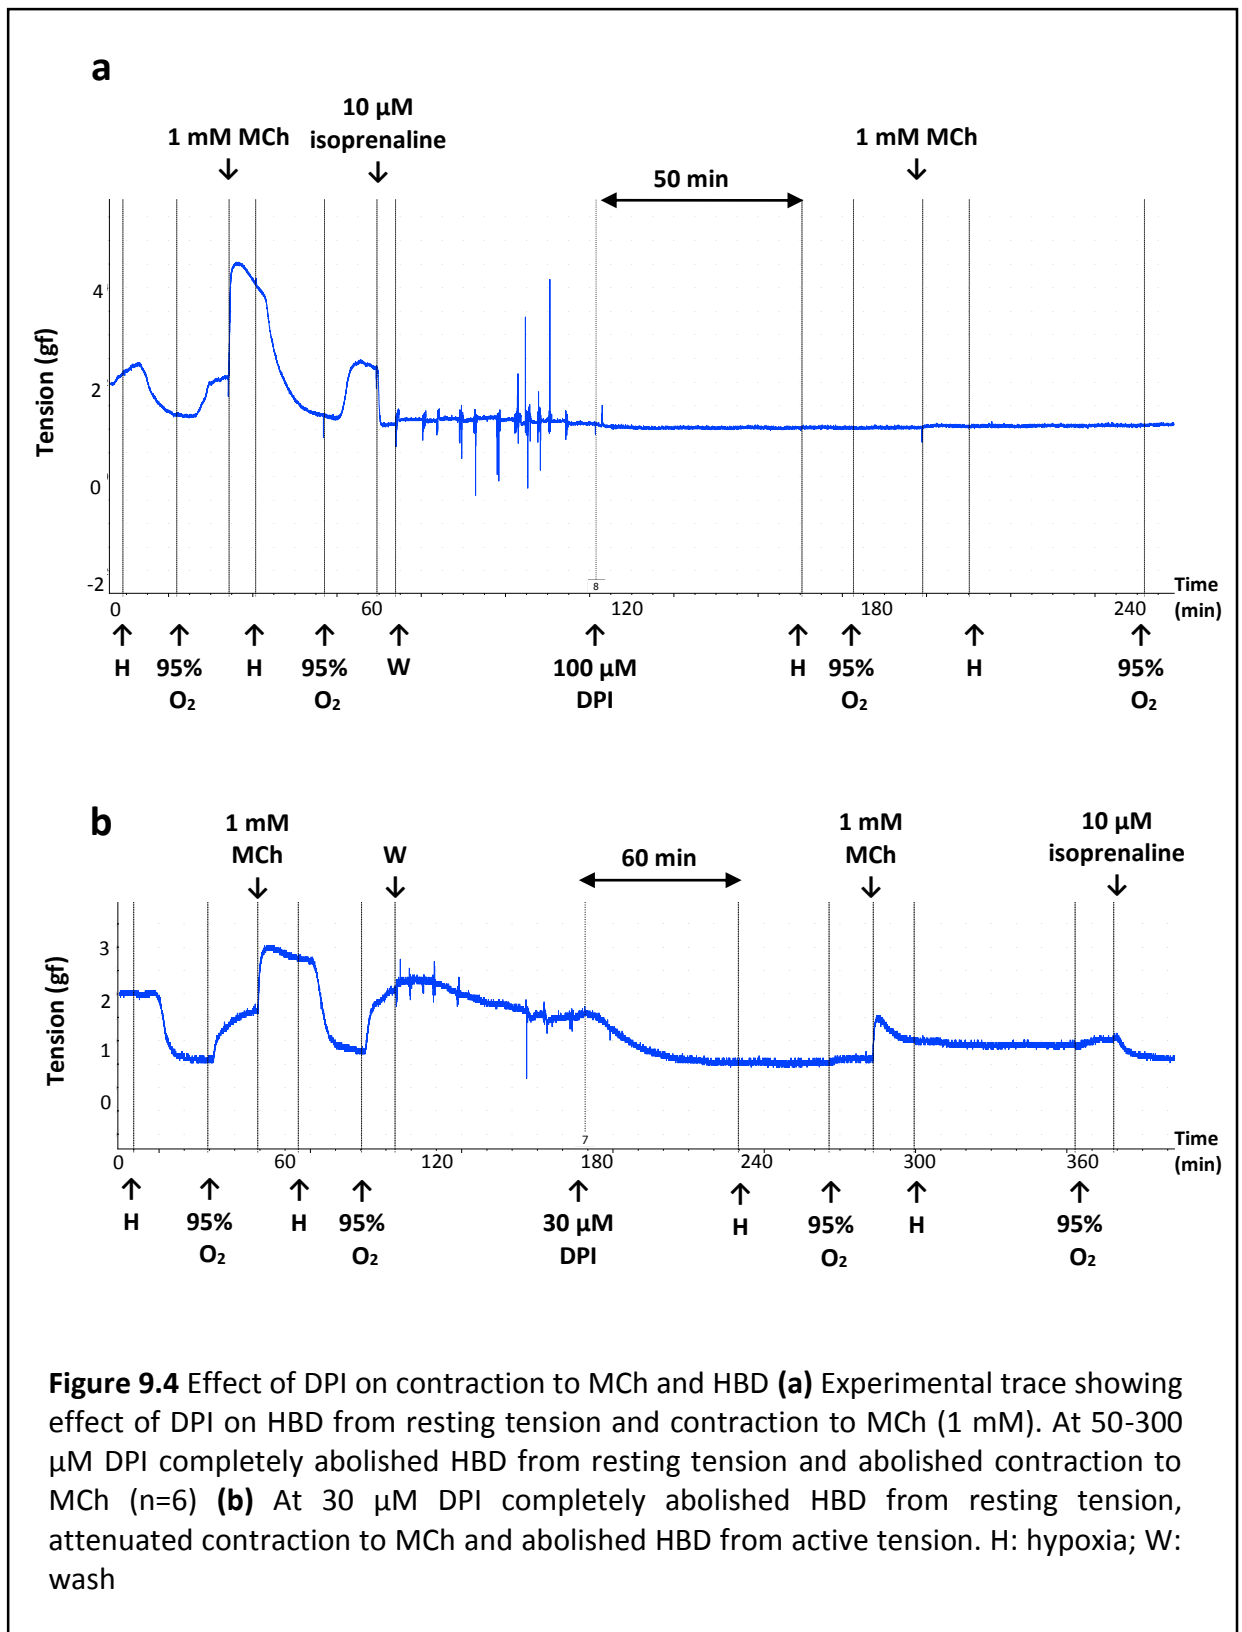 a
10 µM
1 mM MCh isoprenaline
1 mM MCh
50 min
Tension (gf)
4
2
0
-2
8
0 60 120 180 240
Time
(min)
H 95% H 95% W 100 µM H 95% H 95%
O₂ O₂ DPI O₂ O₂
b
1 mM
MCh
W
60 min
1 mM
MCh
10 µM
isoprenaline
Tension (gf)
3
2
1
0
7
0 60 120 180 240 300 360
Time
(min)
H 95% H 95% 30 µM H 95% H 95%
O₂ O₂ DPI O₂ O₂
Figure 9.4 Effect of DPI on contraction to MCh and HBD (a) Experimental trace showing
effect of DPI on HBD from resting tension and contraction to MCh (1 mM). At 50-300
µM DPI completely abolished HBD from resting tension and abolished contraction to
MCh (n=6) (b) At 30 µM DPI completely abolished HBD from resting tension,
attenuated contraction to MCh and abolished HBD from active tension. H: hypoxia; W:
wash